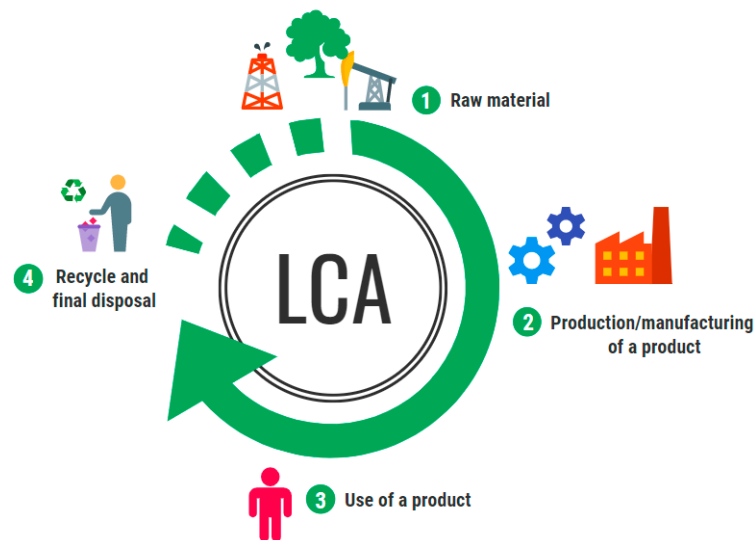 1 Raw material
2 Production/manufacturing
of a product
3 Use of a product
4 Recycle and
final disposal
LCA